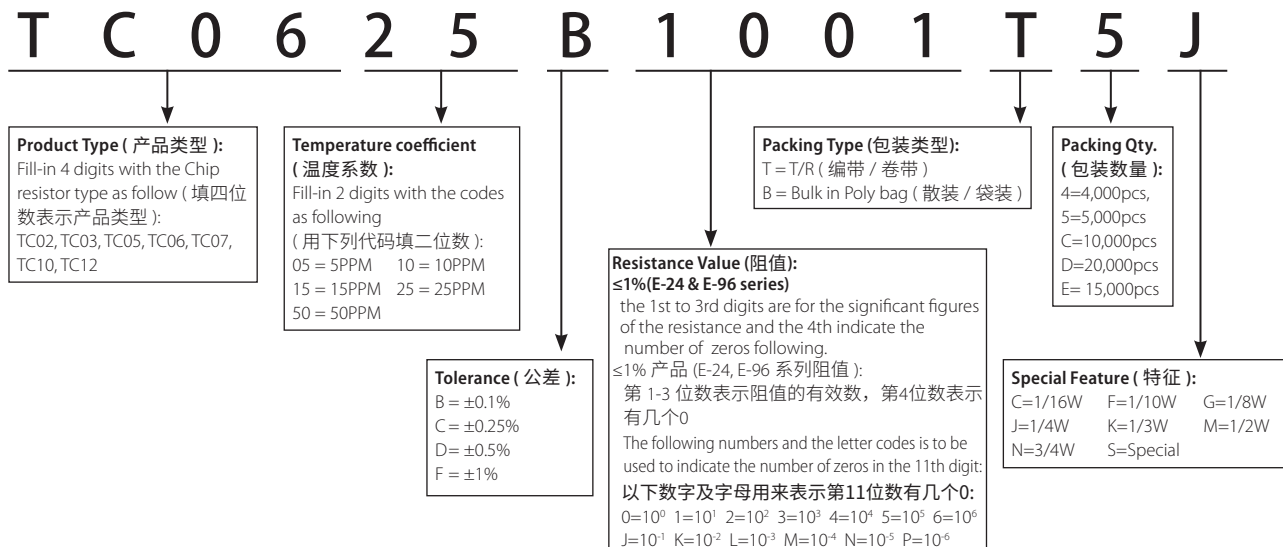 T C 0 6 2 5 B 1 0 0 1 T 5 J
Product Type ( 产品类型 ):
Fill-in 4 digits with the Chip
resistor type as follow ( 填四位
数表示产品类型 ):
TC02, TC03, TC05, TC06, TC07,
TC10, TC12
Temperature coefficient
( 温度系数 ):
Fill-in 2 digits with the codes
as following
( 用下列代码填二位数 ):
05 = 5PPM 10 = 10PPM
15 = 15PPM 25 = 25PPM
50 = 50PPM
Tolerance ( 公差 ):
B = ±0.1%
C = ±0.25%
D= ±0.5%
F = ±1%
Resistance Value (阻值):
≤1%(E-24 & E-96 series)
the 1st to 3rd digits are for the significant figures
of the resistance and the 4th indicate the
number of zeros following.
≤1% 产品 (E-24, E-96 系列阻值 ):
第 1-3 位数表示阻值的有效数，第4位数表示
有几个0
The following numbers and the letter codes is to be
used to indicate the number of zeros in the 11th digit:
以下数字及字母用来表示第11位数有几个0:
0=10⁰ 1=10¹ 2=10² 3=10³ 4=10⁴ 5=10⁵ 6=10⁶
J=10⁻¹ K=10⁻² L=10⁻³ M=10⁻⁴ N=10⁻⁵ P=10⁻⁶
Packing Type (包装类型):
T = T/R ( 编带 / 卷带 )
B = Bulk in Poly bag ( 散装 / 袋装 )
Packing Qty.
( 包装数量 ):
4=4,000pcs,
5=5,000pcs
C=10,000pcs
D=20,000pcs
E= 15,000pcs
Special Feature ( 特征 ):
C=1/16W F=1/10W G=1/8W
J=1/4W K=1/3W M=1/2W
N=3/4W S=Special